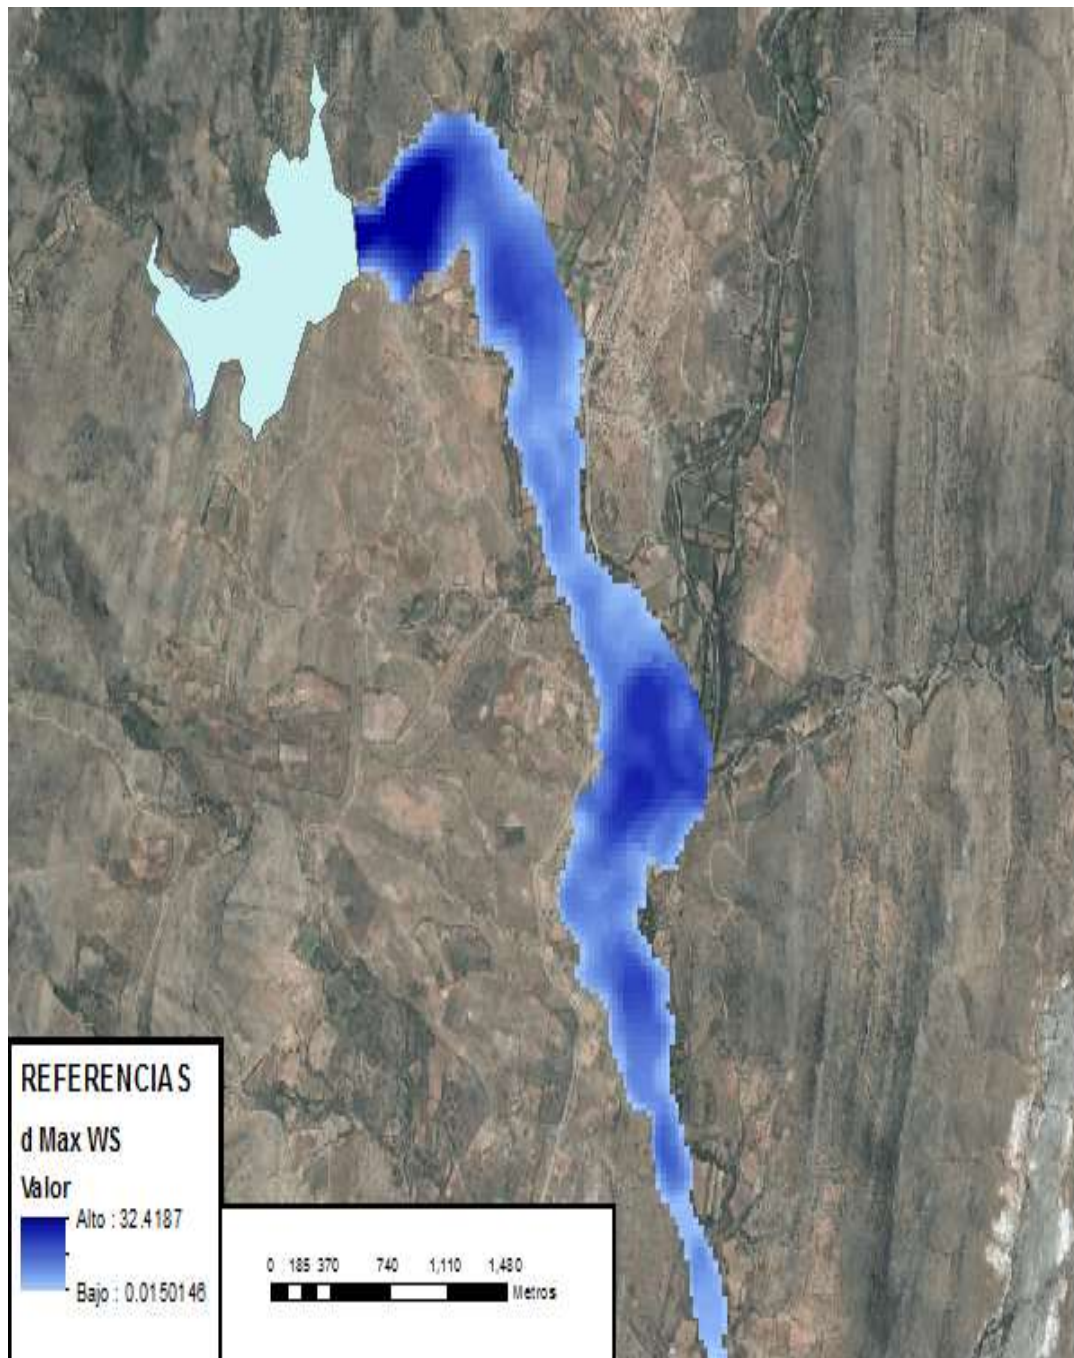 REFERENCIAS
d Max WS
Valor
Alto : 32.4187
Bajo : 0.0150146
0 185 370 740 1,110 1,480
Metros